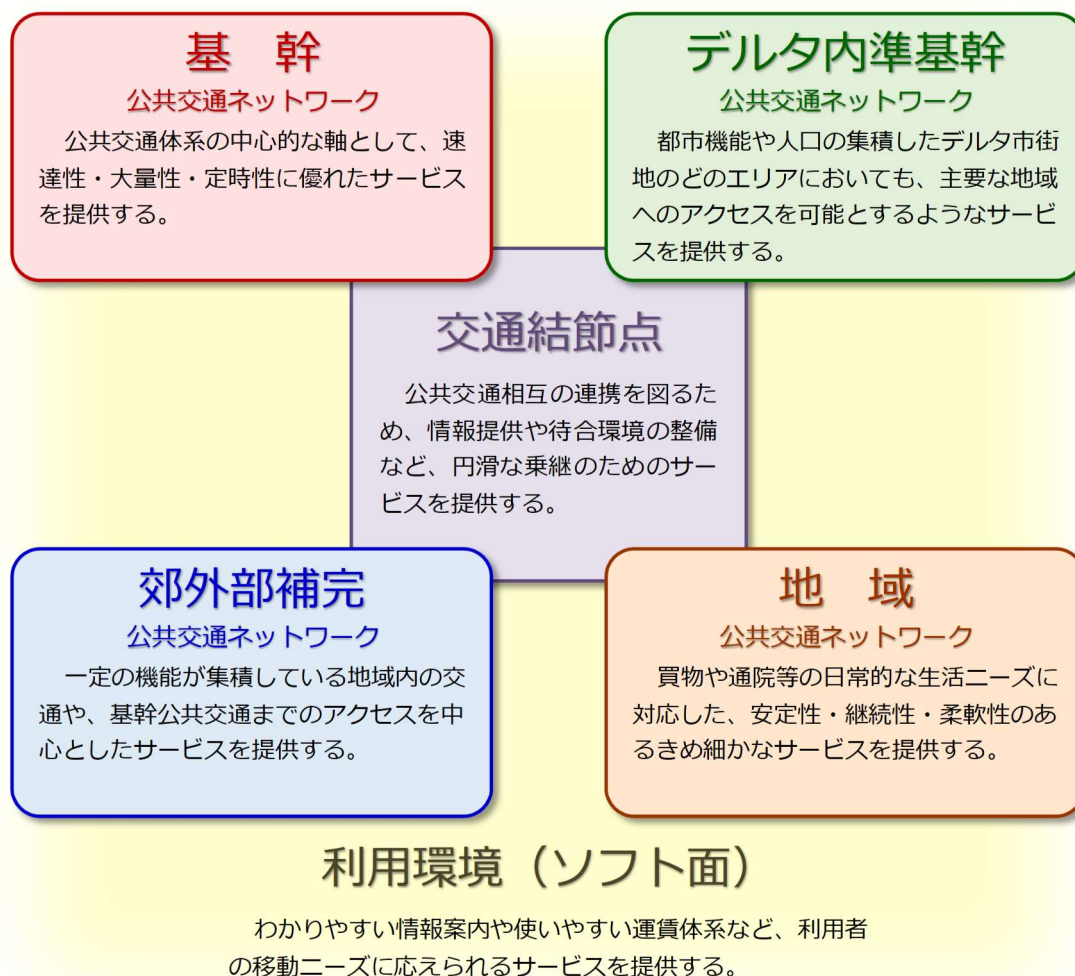 基　幹
公共交通ネットワーク
公共交通体系の中心的な軸として、速
達性・大量性・定時性に優れたサービス
を提供する。
デルタ内準基幹
公共交通ネットワーク
都市機能や人口の集積したデルタ市街
地のどのエリアにおいても、主要な地域
へのアクセスを可能とするようなサービ
スを提供する。
交通結節点
公共交通相互の連携を図るた
め、情報提供や待合環境の整備
など、円滑な乗継のためのサー
ビスを提供する。
郊外部補完
公共交通ネットワーク
一定の機能が集積している地域内の交
通や、基幹公共交通までのアクセスを中
心としたサービスを提供する。
地　域
公共交通ネットワーク
買物や通院等の日常的な生活ニーズに
対応した、安定性・継続性・柔軟性のあ
るきめ細かなサービスを提供する。
利用環境（ソフト面）
わかりやすい情報案内や使いやすい運賃体系など、利用者
の移動ニーズに応えられるサービスを提供する。